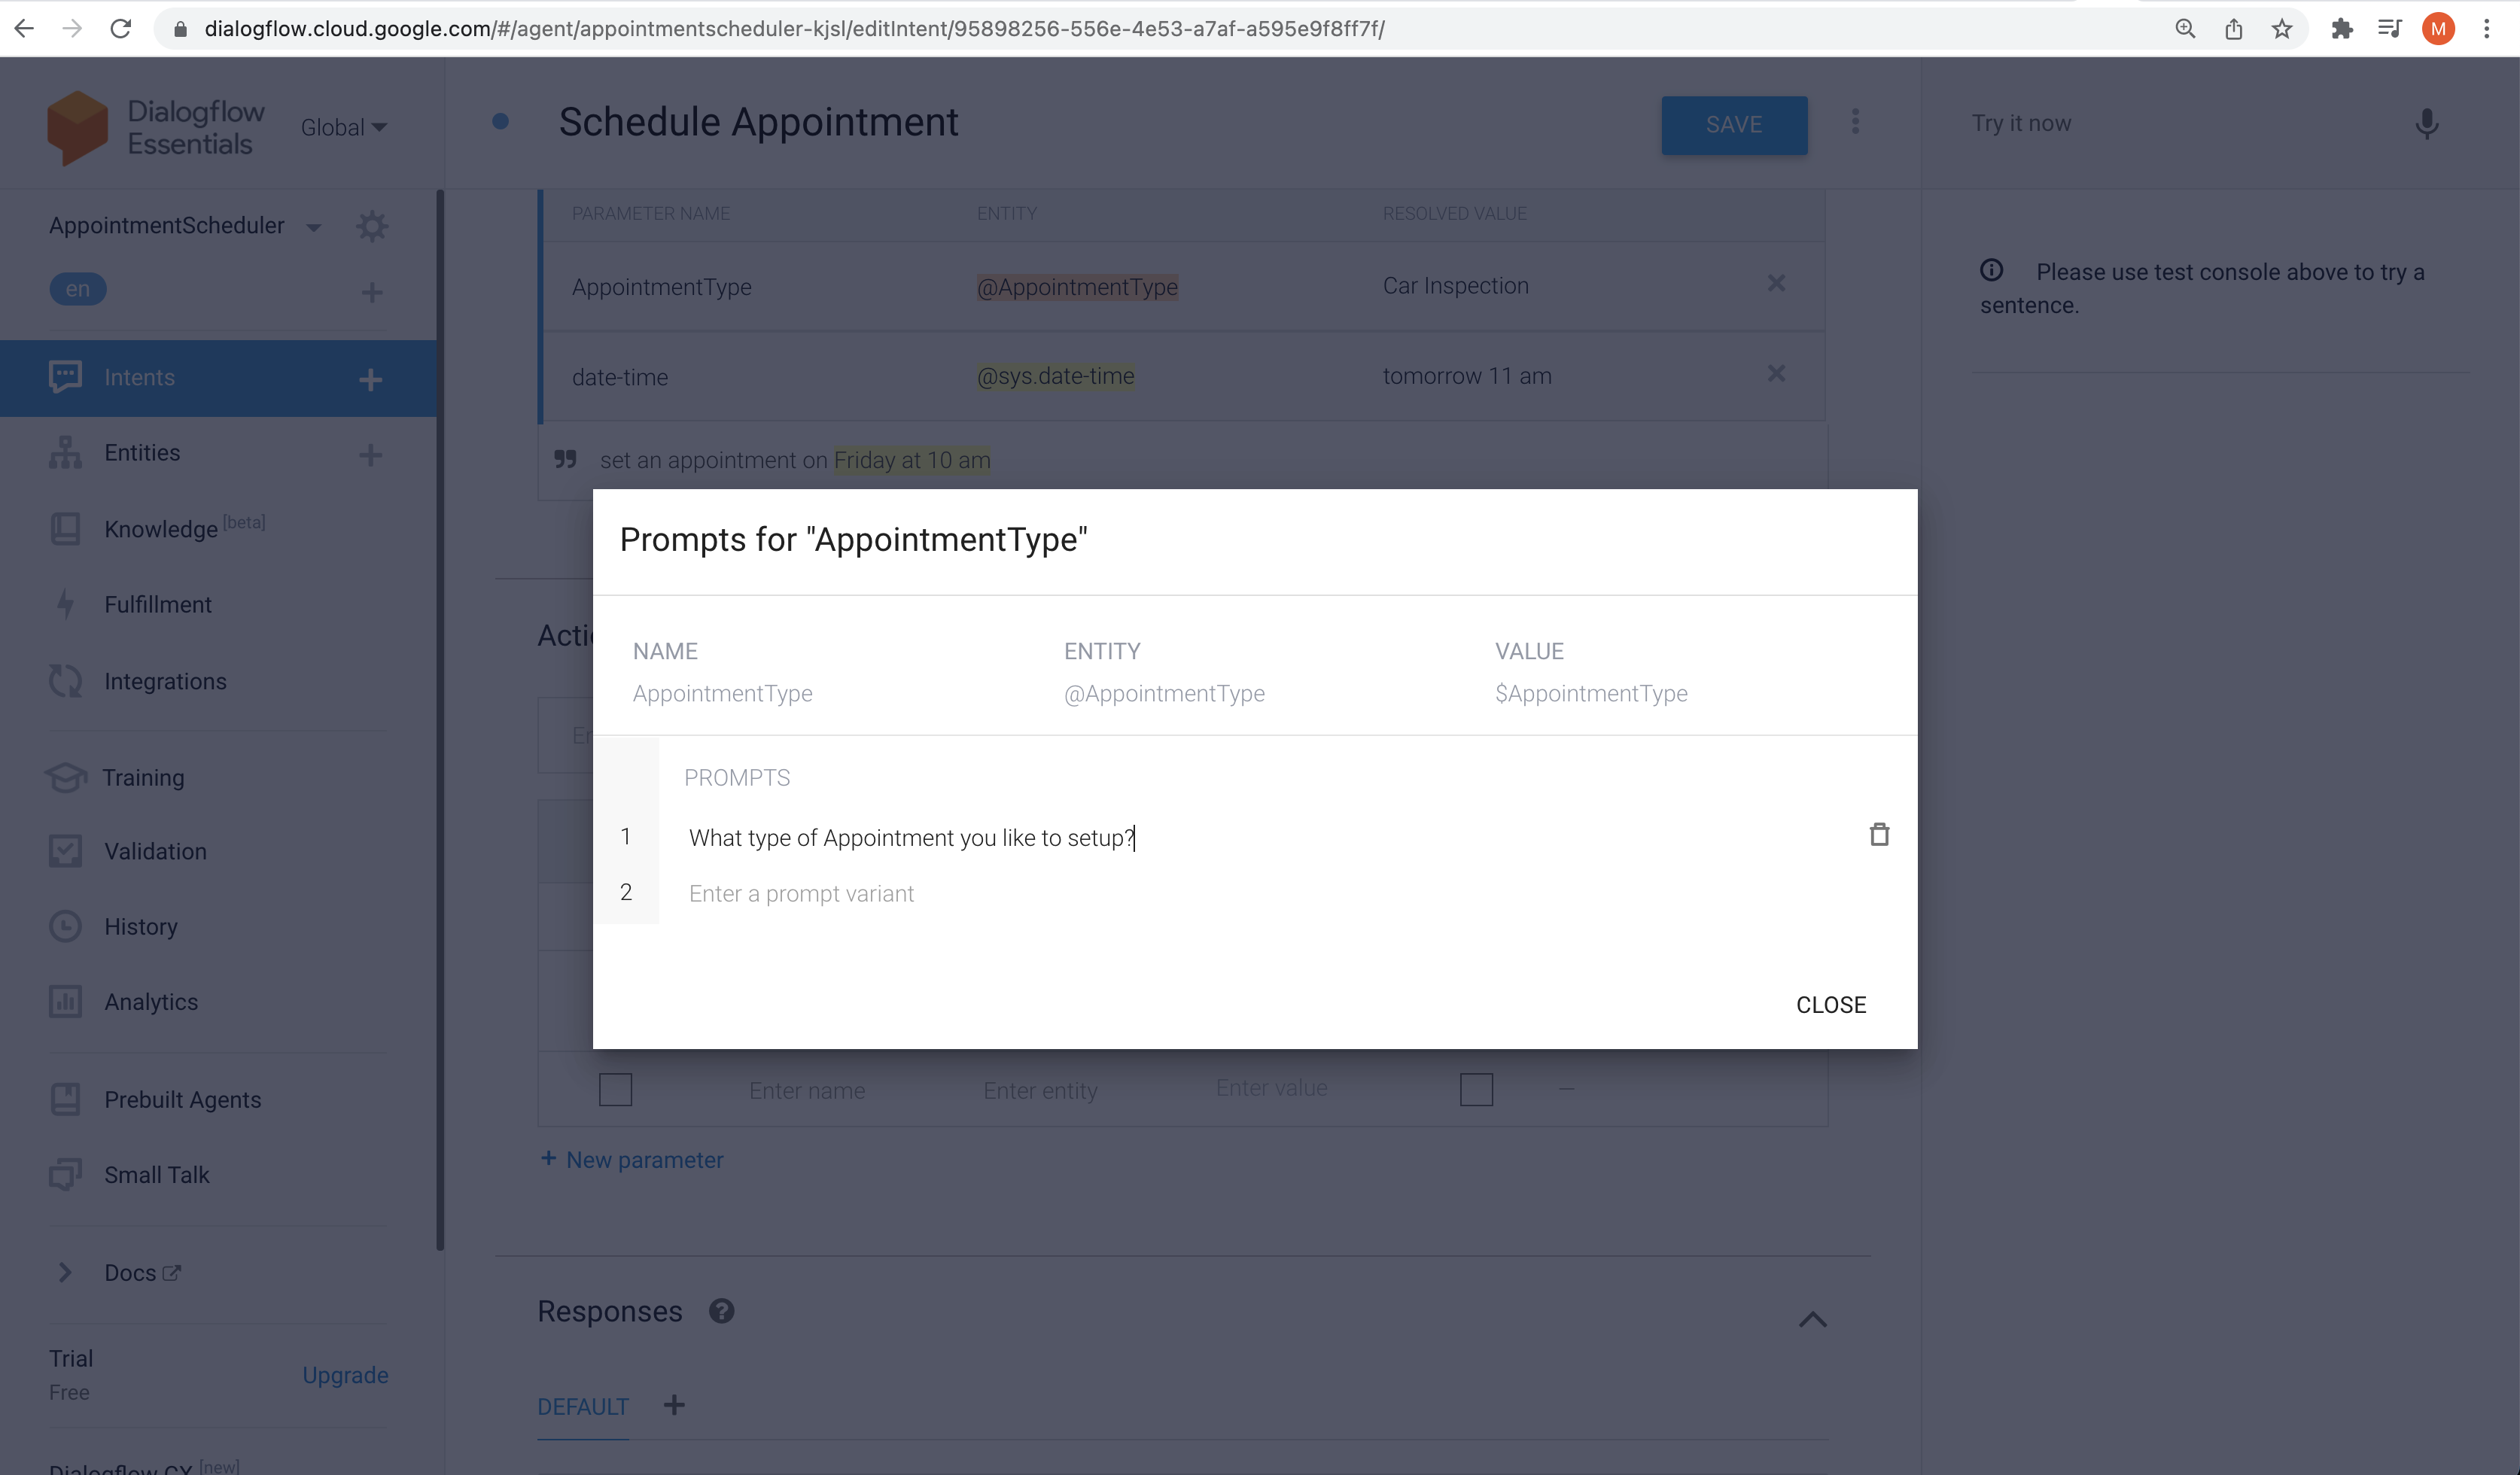 dialogflow.cloud.google.com/#/agent/appointmentscheduler-kjsl/editIntent/95898256-556e-4e53-a7af-a595e9f8ff7f/
M
Dialogflow
Essentials
Global
Schedule Appointment
SAVE
Try it now
AppointmentScheduler
en
Intents
Entities
Knowledge [beta]
Fulfillment
Integrations
Training
Validation
History
Analytics
Prebuilt Agents
Small Talk
Docs
Trial
Free
Upgrade
Dialogflow CX [new]
PARAMETER NAME ENTITY RESOLVED VALUE
AppointmentType @AppointmentType Car Inspection
date-time @sys.date-time tomorrow 11 am
set an appointment on Friday at 10 am
Please use test console above to try a
sentence.
Prompts for "AppointmentType"
NAME ENTITY VALUE
AppointmentType @AppointmentType $AppointmentType
PROMPTS
1 What type of Appointment you like to setup?
2 Enter a prompt variant
CLOSE
Enter name Enter entity Enter value –
+ New parameter
Responses ?
DEFAULT +